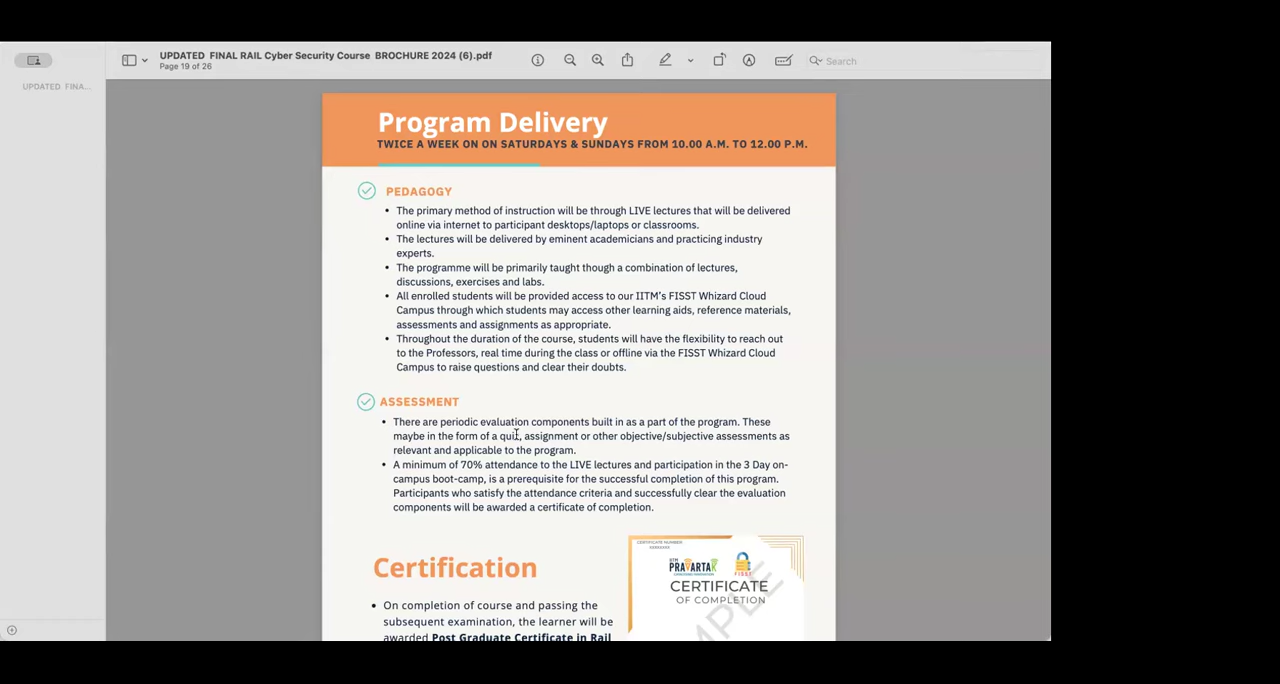 UPDATED FINAL RAIL Cyber Security Course BROCHURE 2024 (6).pdf
Page 19 of 26
Search
UPDATED FINA...
Program Delivery
TWICE A WEEK ON ON SATURDAYS & SUNDAYS FROM 10.00 A.M. TO 12.00 P.M.
PEDAGOGY
• The primary method of instruction will be through LIVE lectures that will be delivered
online via internet to participant desktops/laptops or classrooms.
• The lectures will be delivered by eminent academicians and practicing industry
experts.
• The programme will be primarily taught though a combination of lectures,
discussions, exercises and labs.
• All enrolled students will be provided access to our IITM's FISST Whizard Cloud
Campus through which students may access other learning aids, reference materials,
assessments and assignments as appropriate.
• Throughout the duration of the course, students will have the flexibility to reach out
to the Professors, real time during the class or offline via the FISST Whizard Cloud
Campus to raise questions and clear their doubts.
ASSESSMENT
• There are periodic evaluation components built in as a part of the program. These
maybe in the form of a quiz, assignment or other objective/subjective assessments as
relevant and applicable to the program.
• A minimum of 70% attendance to the LIVE lectures and participation in the 3 Day on-
campus boot-camp, is a prerequisite for the successful completion of this program.
Participants who satisfy the attendance criteria and successfully clear the evaluation
components will be awarded a certificate of completion.
Certification
• On completion of course and passing the
subsequent examination, the learner will be
awarded Post Graduate Certificate in Rail
CERTIFICATE NUMBER
IITM
PRAVARTAK
FISST
CERTIFICATE
OF COMPLETION